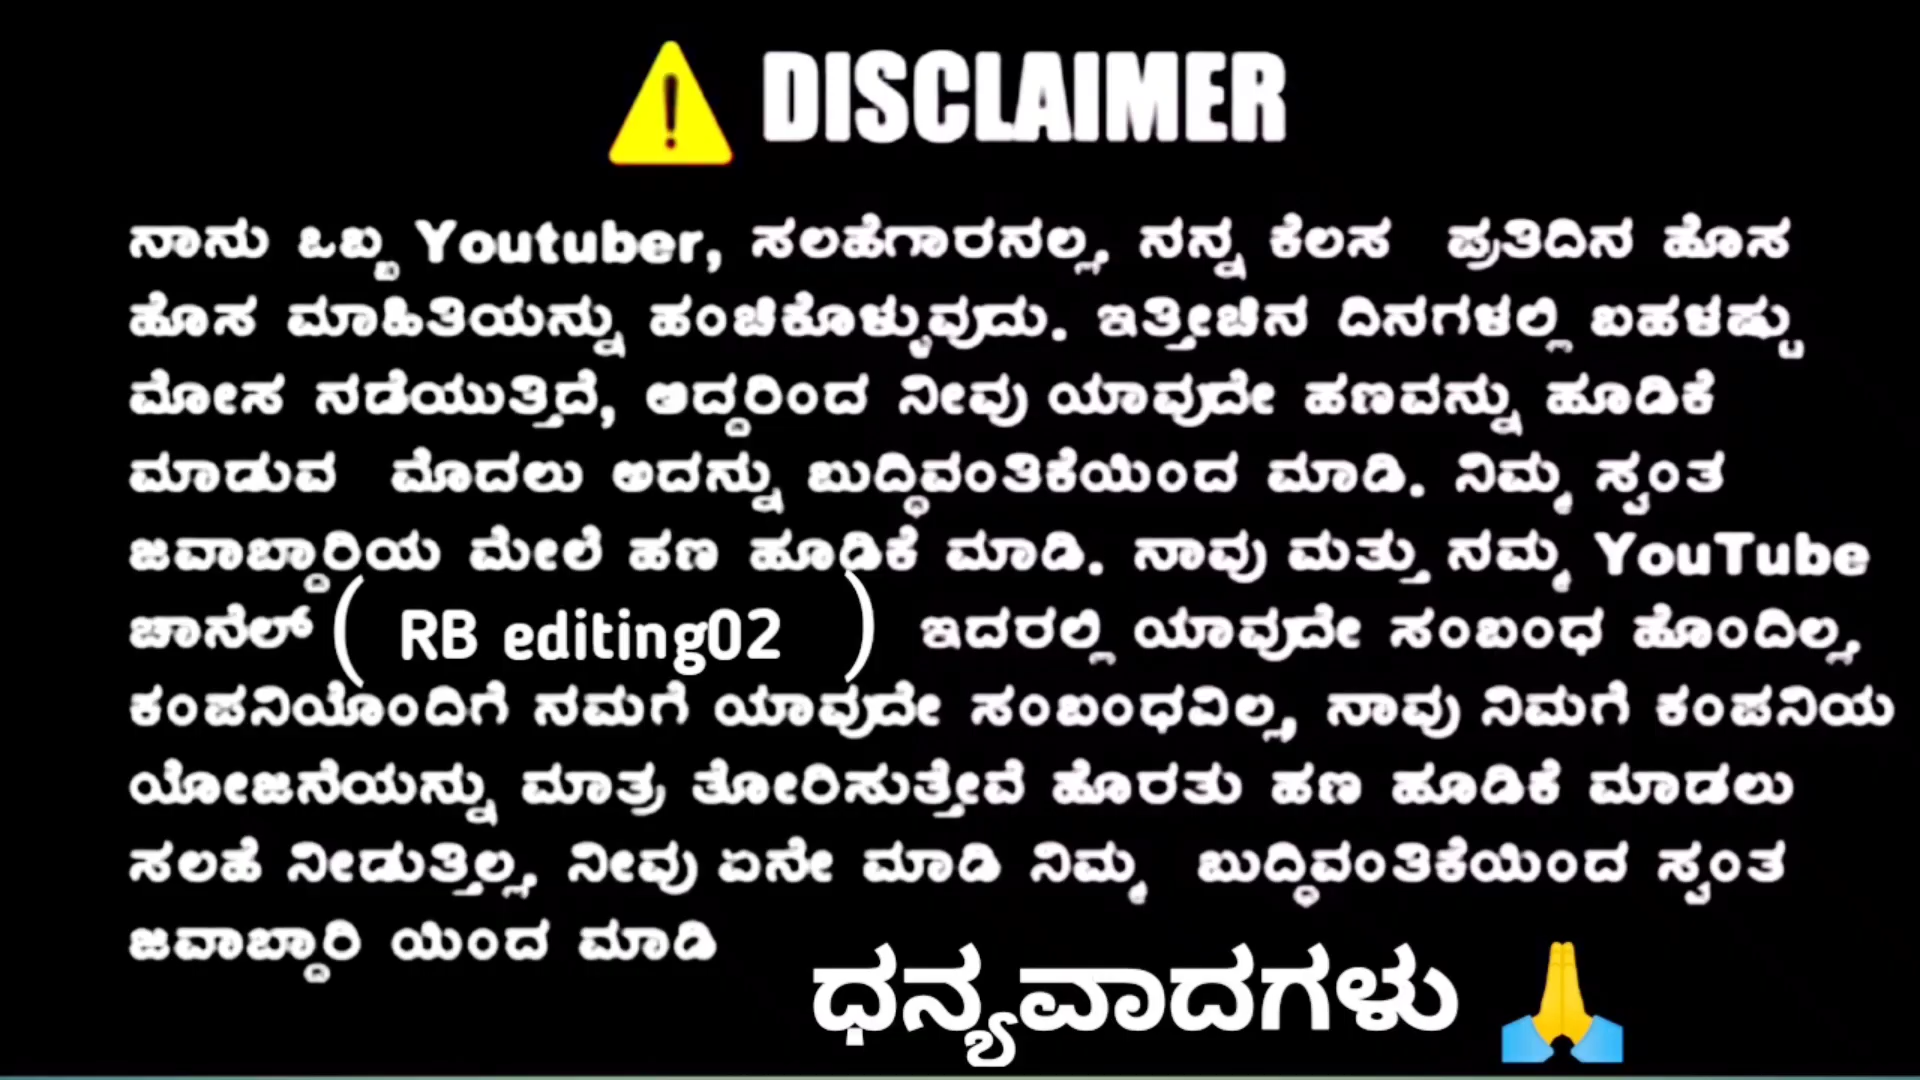 ⚠ DISCLAIMER
ನಾನು ಒಬ್ಬ Youtuber, ಸಲಹೆಗಾರನಲ್ಲ. ನನ್ನ ಕೆಲಸ ಪ್ರತಿದಿನ ಹೊಸ
ಹೊಸ ಮಾಹಿತಿಯನ್ನು ಹಂಚಿಕೊಳ್ಳುವುದು. ಇತ್ತೀಚಿನ ದಿನಗಳಲ್ಲಿ ಬಹಳಷ್ಟು
ಮೋಸ ನಡೆಯುತ್ತಿದೆ, ಆದ್ದರಿಂದ ನೀವು ಯಾವುದೇ ಹಣವನ್ನು ಹೂಡಿಕೆ
ಮಾಡುವ ಮೊದಲು ಅದನ್ನು ಬುದ್ಧಿವಂತಿಕೆಯಿಂದ ಮಾಡಿ. ನಿಮ್ಮ ಸ್ವಂತ
ಜವಾಬ್ದಾರಿಯ ಮೇಲೆ ಹಣ ಹೂಡಿಕೆ ಮಾಡಿ. ನಾವು ಮತ್ತು ನಮ್ಮ YouTube
ಚಾನೆಲ್ ( RB editing02 ) ಇದರಲ್ಲಿ ಯಾವುದೇ ಸಂಬಂಧ ಹೊಂದಿಲ್ಲ.
ಕಂಪನಿಯೊಂದಿಗೆ ನಮಗೆ ಯಾವುದೇ ಸಂಬಂಧವಿಲ್ಲ, ನಾವು ನಿಮಗೆ ಕಂಪನಿಯ
ಯೋಜನೆಯನ್ನು ಮಾತ್ರ ತೋರಿಸುತ್ತೇವೆ ಹೊರತು ಹಣ ಹೂಡಿಕೆ ಮಾಡಲು
ಸಲಹೆ ನೀಡುತ್ತಿಲ್ಲ. ನೀವು ಏನೇ ಮಾಡಿ ನಿಮ್ಮ ಬುದ್ಧಿವಂತಿಕೆಯಿಂದ ಸ್ವಂತ
ಜವಾಬ್ದಾರಿ ಯಿಂದ ಮಾಡಿ
ಧನ್ಯವಾದಗಳು 🙏